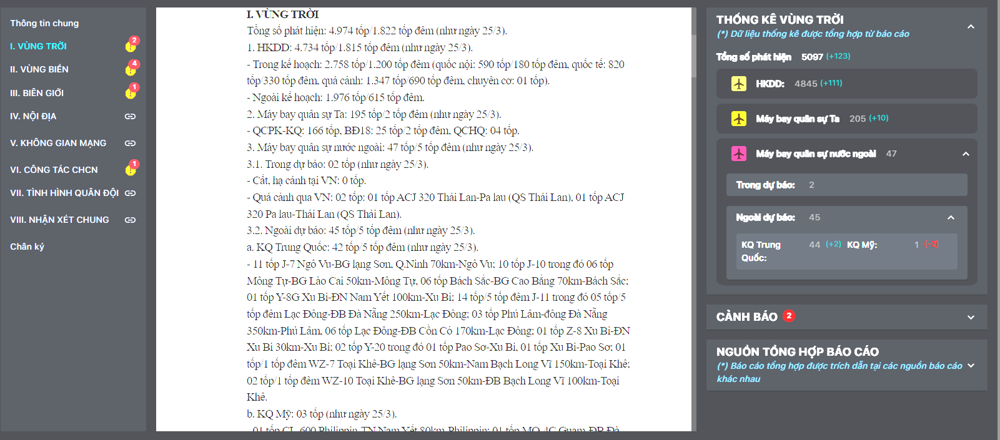 Thông tin chung
I. VÙNG TRỜI 2
II. VÙNG BIỂN 4
III. BIÊN GIỚI 1
IV. NỘI ĐỊA
V. KHÔNG GIAN MẠNG
VI. CÔNG TÁC CHCN 1
VII. TÌNH HÌNH QUÂN ĐỘI
VIII. NHẬN XÉT CHUNG
Chân ký
I. VÙNG TRỜI
Tổng số phát hiện: 4.974 tốp/1.822 tốp đêm (như ngày 25/3).
1. HKDD: 4.734 tốp/1.815 tốp đêm (như ngày 25/3).
- Trong kế hoạch: 2.758 tốp/1.200 tốp đêm (quốc nội: 590 tốp/180 tốp đêm, quốc tế: 820
tốp/330 tốp đêm, quá cảnh: 1.347 tốp/690 tốp đêm, chuyên cơ: 01 tốp).
- Ngoài kế hoạch: 1.976 tốp/615 tốp đêm.
2. Máy bay quân sự Ta: 195 tốp/2 tốp đêm (như ngày 25/3).
- QCPK-KQ: 166 tốp, BĐ18: 25 tốp/2 tốp đêm, QCHQ: 04 tốp.
3. Máy bay quân sự nước ngoài: 47 tốp/5 tốp đêm (như ngày 25/3).
3.1. Trong dự báo: 02 tốp (như ngày 25/3).
- Cất, hạ cánh tại VN: 0 tốp.
- Quá cảnh qua VN: 02 tốp: 01 tốp ACJ 320 Thái Lan-Pa lau (QS Thái Lan), 01 tốp ACJ
320 Pa lau-Thái Lan (QS Thái Lan).
3.2. Ngoài dự báo: 45 tốp/5 tốp đêm (như ngày 25/3).
a. KQ Trung Quốc: 42 tốp/5 tốp đêm (như ngày 25/3).
- 11 tốp J-7 Ngô Vu-BG lạng Sơn, Q.Ninh 70km-Ngô Vu; 10 tốp J-10 trong đó 06 tốp
Mông Tự-BG Lào Cai 50km-Mông Tự, 06 tốp Bách Sắc-BG Cao Bằng 70km-Bách Sắc;
01 tốp Y-8G Xu Bi-ĐN Nam Yết 100km-Xu Bi; 14 tốp/5 tốp đêm J-11 trong đó 05 tốp/5
tốp đêm Lạc Đông-ĐB Đà Nẵng 250km-Lạc Đông; 03 tốp Phú Lâm-đông Đà Nẵng
350km-Phú Lâm, 06 tốp Lạc Đông-ĐB Cồn Cỏ 170km-Lạc Đông; 01 tốp Z-8 Xu Bi-ĐN
Xu Bi 30km-Xu Bi; 02 tốp Y-20 trong đó 01 tốp Pao Sơ-Xu Bi, 01 tốp Xu Bi-Pao Sơ; 01
tốp/1 tốp đêm WZ-7 Toại Khê-BG lạng Sơn 50km-Nam Bạch Long Vĩ 150km-Toại Khê;
02 tốp/1 tốp đêm WZ-10 Toại Khê-BG lạng Sơn 50km-ĐB Bạch Long Vĩ 100km-Toại
Khê.
b. KQ Mỹ: 03 tốp (như ngày 25/3).
- 01 tốp CL-600 Philippin-TN Nam Yết 80km-Philippin; 01 tốp MQ-4C Guam-ĐB Đà
THỐNG KÊ VÙNG TRỜI
(*) Dữ liệu thống kê được tổng hợp từ báo cáo
Tổng số phát hiện 5097 (+123)
HKDD: 4845 (+111)
Máy bay quân sự Ta 205 (+10)
Máy bay quân sự nước ngoài 47
Trong dự báo: 2
Ngoài dự báo: 45
KQ Trung Quốc: 44 (+2) KQ Mỹ: 1 (-2)
CẢNH BÁO 2
NGUỒN TỔNG HỢP BÁO CÁO
(*) Báo cáo tổng hợp được trích dẫn tại các nguồn báo cáo
khác nhau